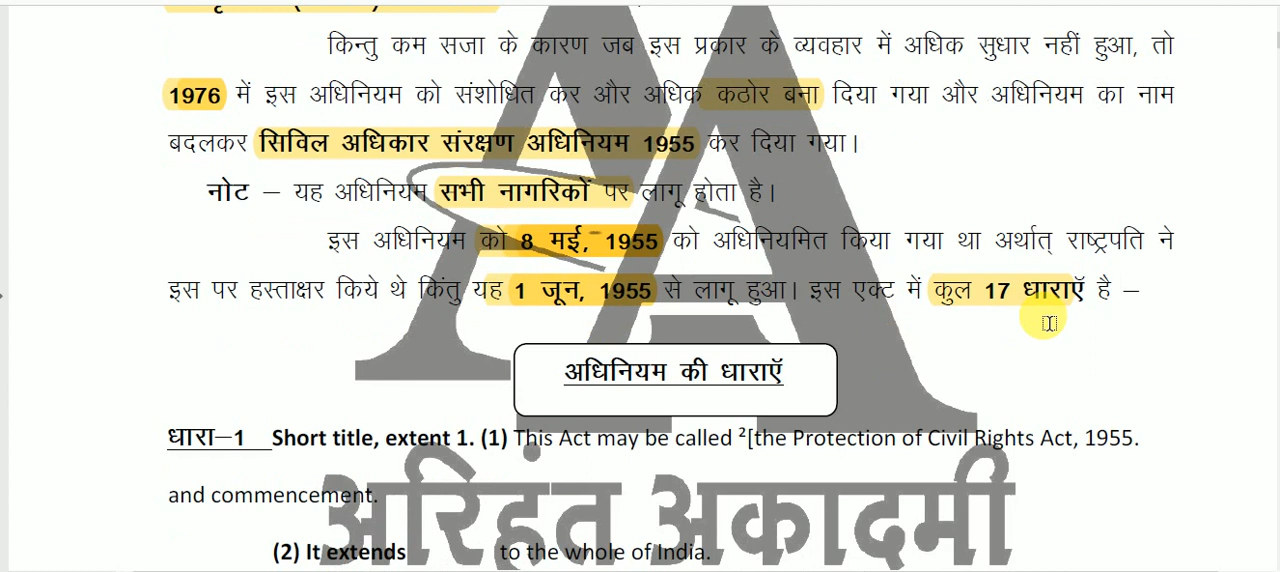 किन्तु कम सजा के कारण जब इस प्रकार के व्यवहार में अधिक सुधार नहीं हुआ, तो
1976 में इस अधिनियम को संशोधित कर और अधिक कठोर बना दिया गया और अधिनियम का नाम
बदलकर सिविल अधिकार संरक्षण अधिनियम 1955 कर दिया गया।
नोट – यह अधिनियम सभी नागरिकों पर लागू होता है।
इस अधिनियम को 8 मई, 1955 को अधिनियमित किया गया था अर्थात् राष्ट्रपति ने
इस पर हस्ताक्षर किये थे किंतु यह 1 जून, 1955 से लागू हुआ। इस एक्ट में कुल 17 धाराऍ है –
अधिनियम की धाराऍ
धारा–1 Short title, extent 1. (1) This Act may be called ²[the Protection of Civil Rights Act, 1955.
and commencement.
अरिहंत अकादमी
(2) It extends to the whole of India.